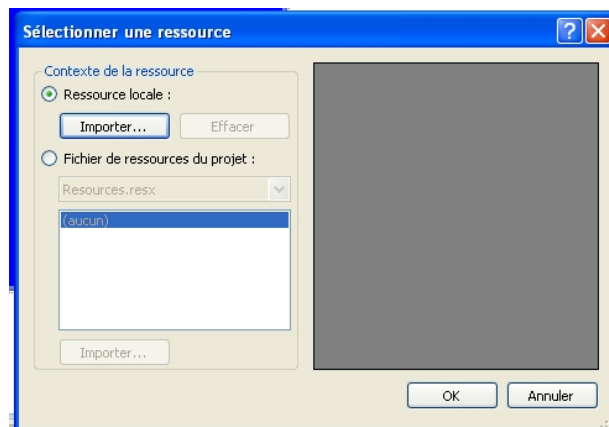 Sélectionner une ressource
Contexte de la ressource
Ressource locale :
Importer... Effacer
Fichier de ressources du projet :
Resources.resx
(aucun)
Importer...
OK Annuler